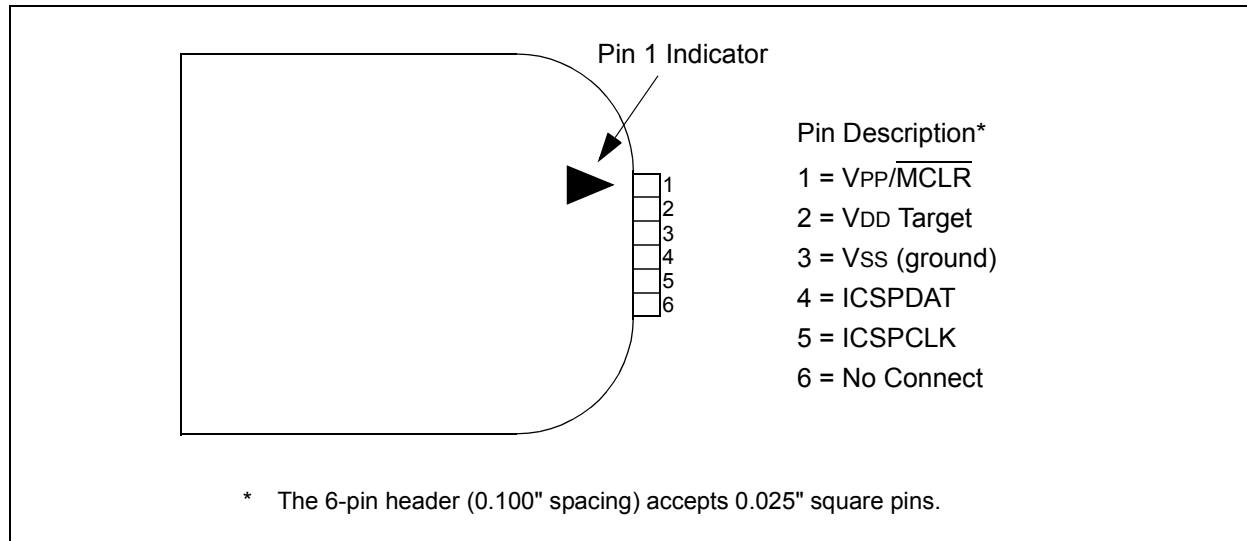 Pin 1 Indicator
1
2
3
4
5
6
Pin Description*
1 = VPP/M̅C̅L̅R̅
2 = VDD Target
3 = VSS (ground)
4 = ICSPDAT
5 = ICSPCLK
6 = No Connect
* The 6-pin header (0.100" spacing) accepts 0.025" square pins.